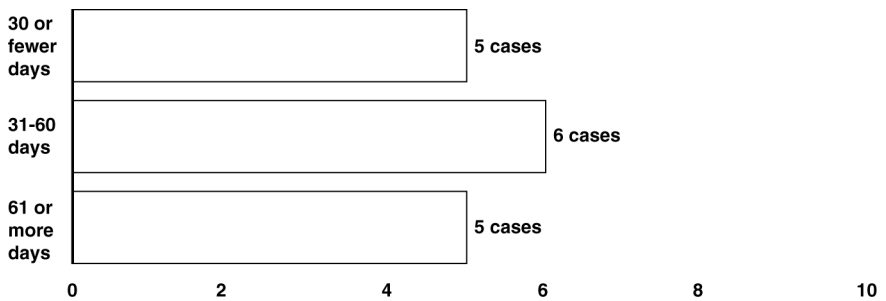 30 or
fewer
days
5 cases
31-60
days
6 cases
61 or
more
days
5 cases
0 2 4 6 8 10